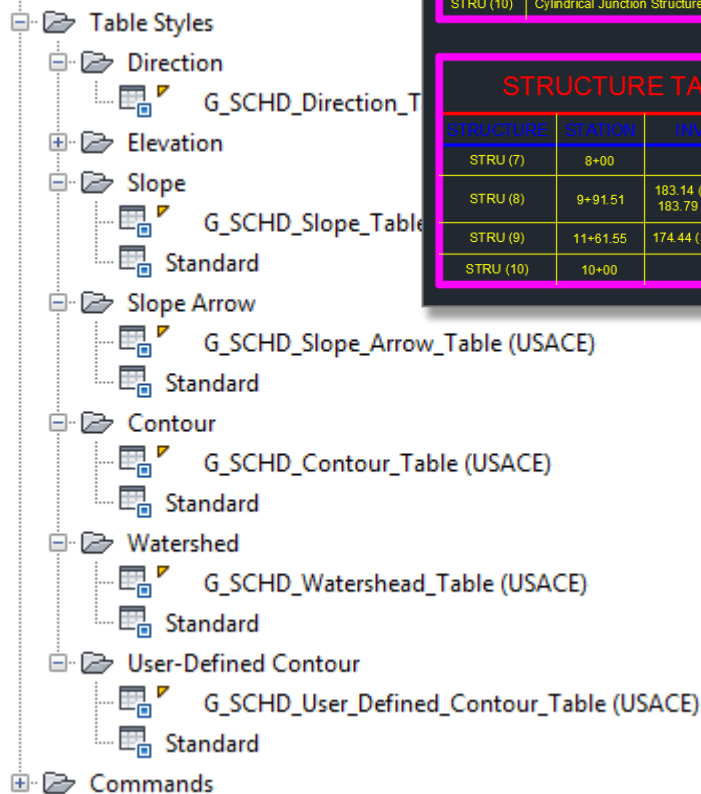 Table Styles
Direction
G_SCHD_Direction_T
Elevation
Slope
G_SCHD_Slope_Table
Standard
Slope Arrow
G_SCHD_Slope_Arrow_Table (USACE)
Standard
Contour
G_SCHD_Contour_Table (USACE)
Standard
Watershed
G_SCHD_Watershead_Table (USACE)
Standard
User-Defined Contour
G_SCHD_User_Defined_Contour_Table (USACE)
Standard
Commands
STRU (10) Cylindrical Junction Structure
STRUCTURE TA
STRUCTURE STATION INV
STRU (7) 8+00
STRU (8) 9+91.51 183.14 (
183.79
STRU (9) 11+61.55 174.44 (
STRU (10) 10+00